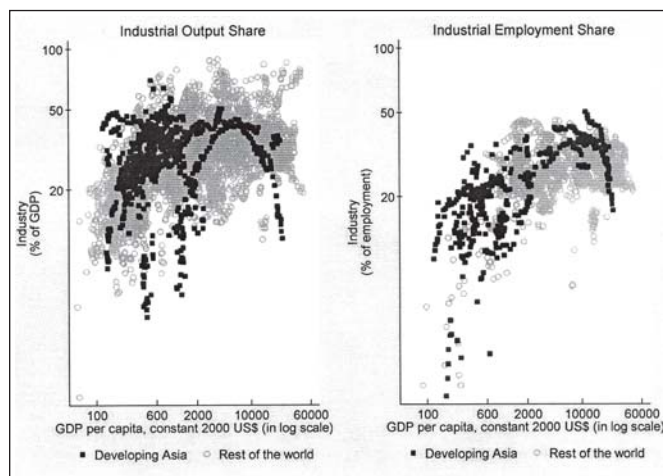 Industrial Output Share
100
50
20
Industry
(% of GDP)
100 600 2000 10000 60000
GDP per capita, constant 2000 US$ (in log scale)
■ Developing Asia ○ Rest of the world
Industrial Employment Share
100
50
20
Industry
(% of employment)
100 600 2000 10000 60000
GDP per capita, constant 2000 US$ (in log scale)
■ Developing Asia ○ Rest of the world